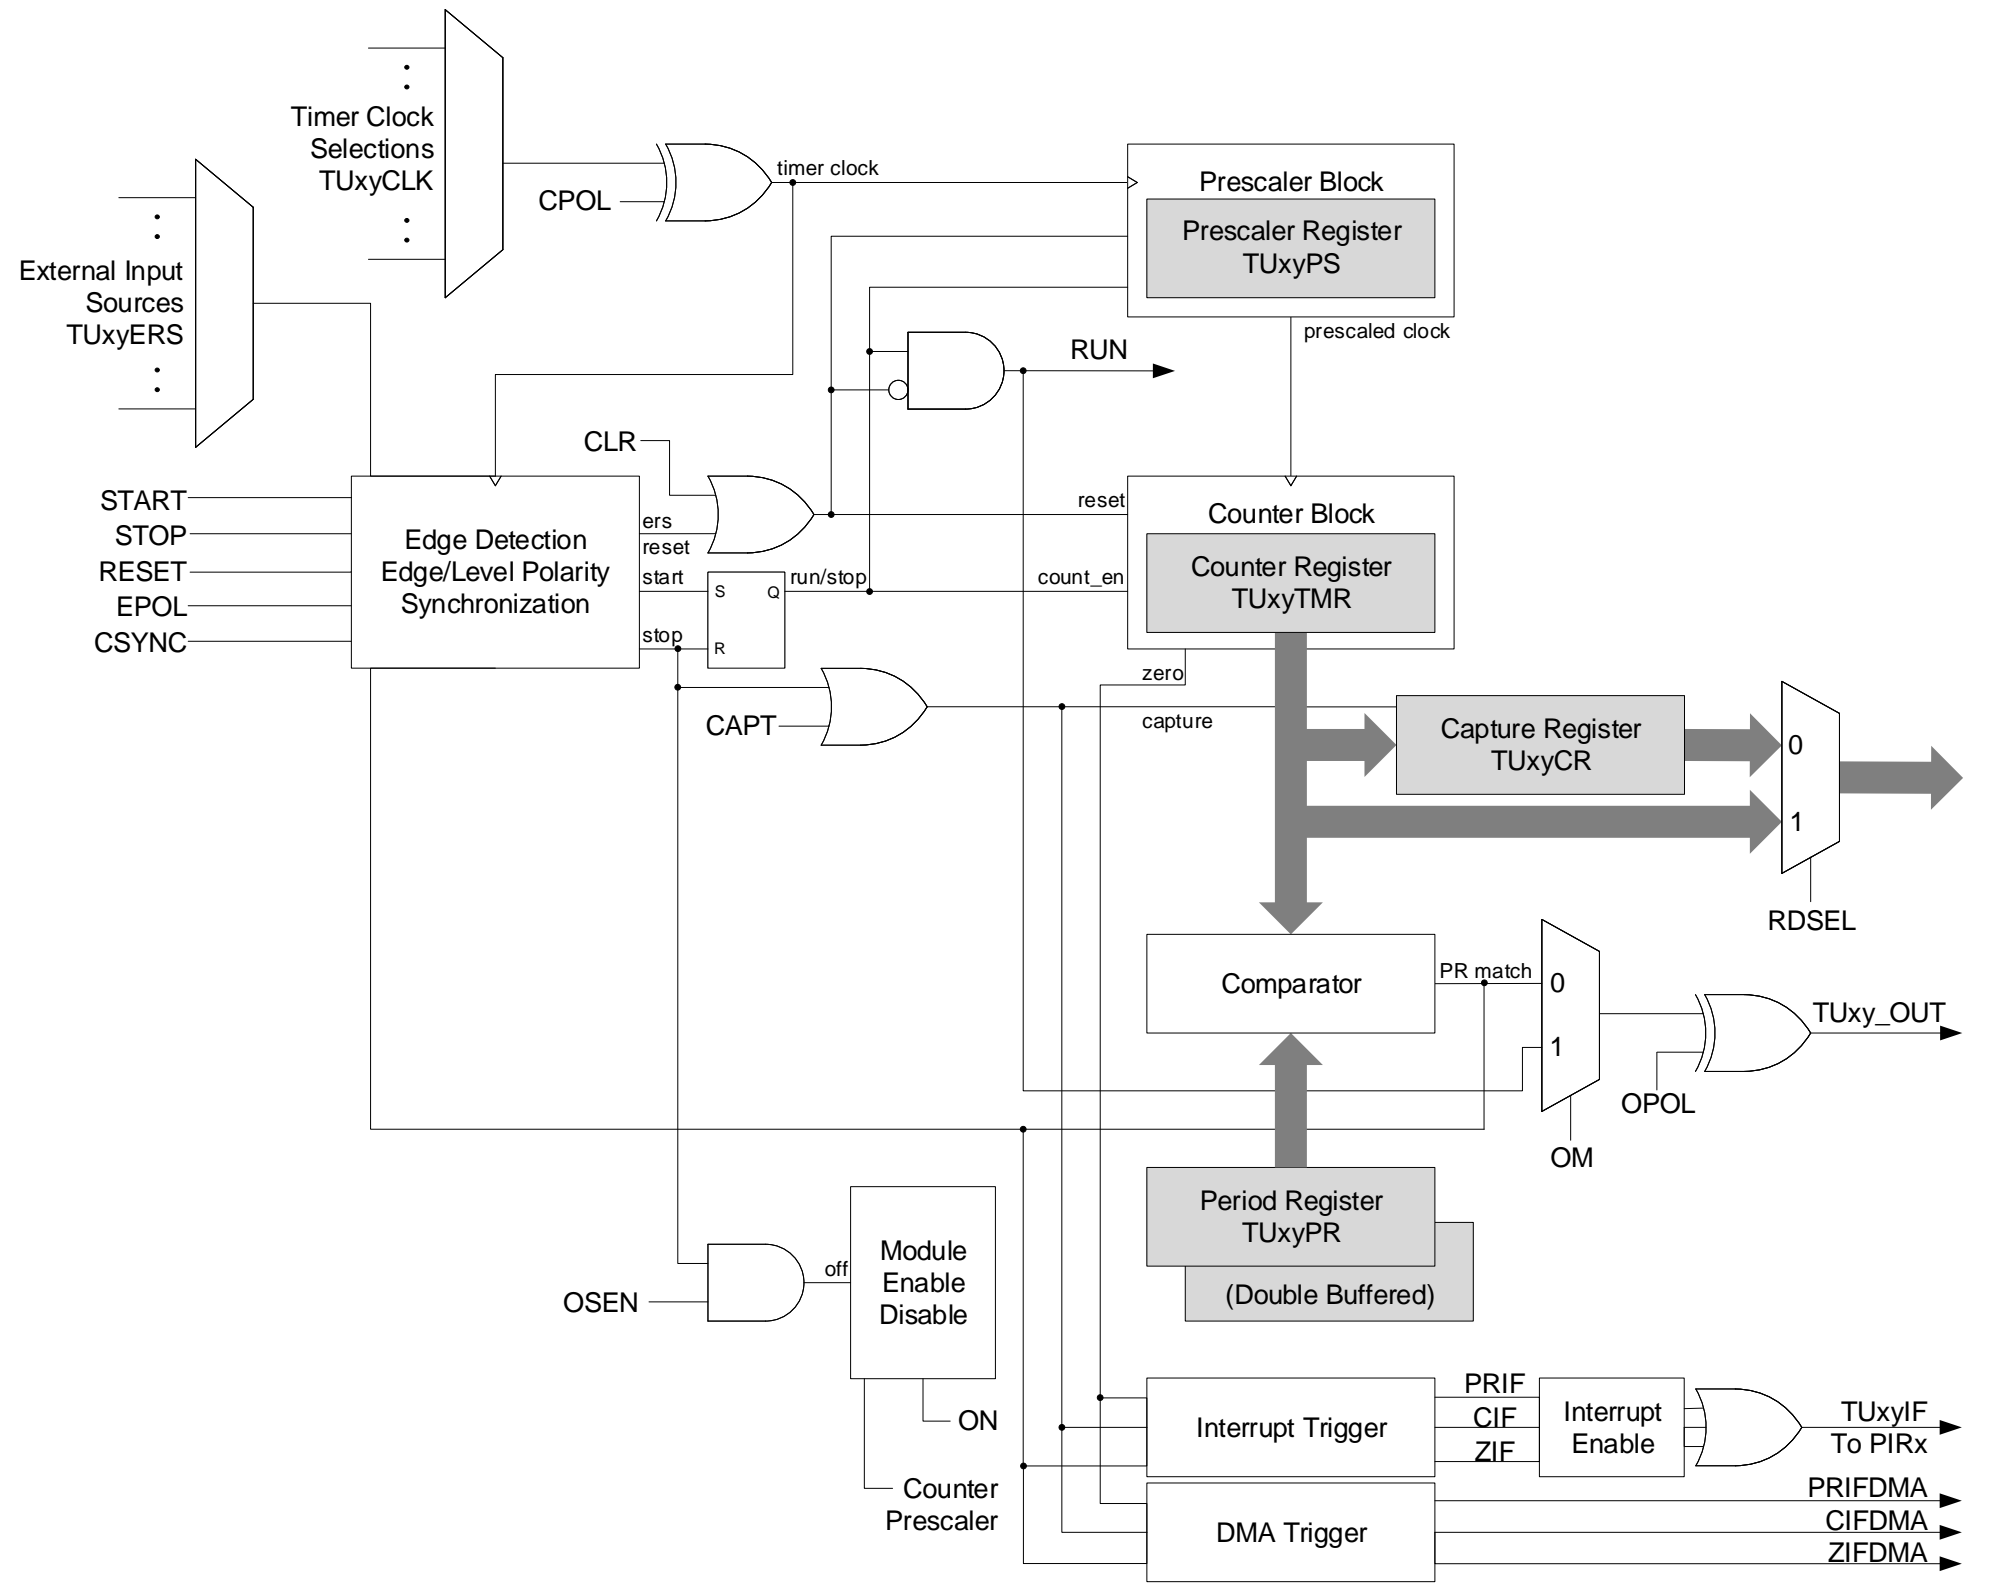 Timer Clock
Selections
TUxyCLK
CPOL
timer clock
Prescaler Block
Prescaler Register
TUxyPS
External Input
Sources
TUxyERS
prescaled clock
RUN
CLR
START
STOP
RESET
EPOL
CSYNC
Edge Detection
Edge/Level Polarity
Synchronization
ers
reset
start
stop
S
Q
R
run/stop
reset
count_en
Counter Block
Counter Register
TUxyTMR
zero
CAPT
capture
Capture Register
TUxyCR
0
1
RDSEL
Comparator
PR match
0
1
OM
OPOL
TUxy_OUT
Period Register
TUxyPR
(Double Buffered)
OSEN
off
Module
Enable
Disable
ON
Counter
Prescaler
Interrupt Trigger
PRIF
CIF
ZIF
Interrupt
Enable
TUxyIF
To PIRx
DMA Trigger
PRIFDMA
CIFDMA
ZIFDMA